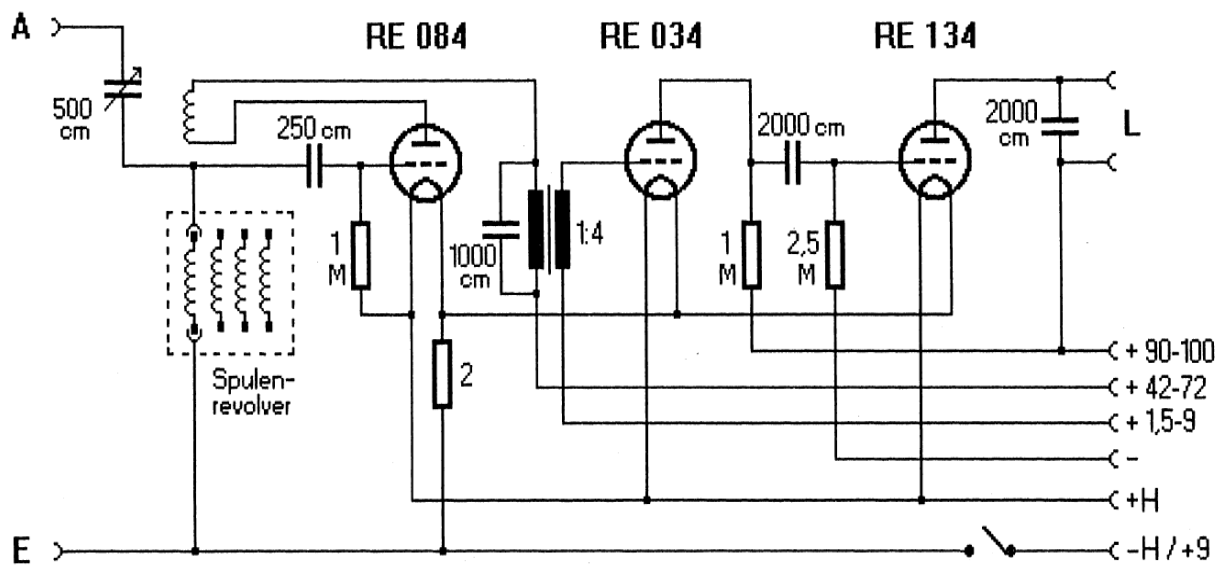 A
RE 084
RE 034
RE 134
500
cm
250 cm
2000 cm
2000
cm
L
1
M
1000
cm
1:4
1
M
2,5
M
Spulen-
revolver
2
+ 90-100
+ 42-72
+ 1,5-9
-
+H
E
-H / +9